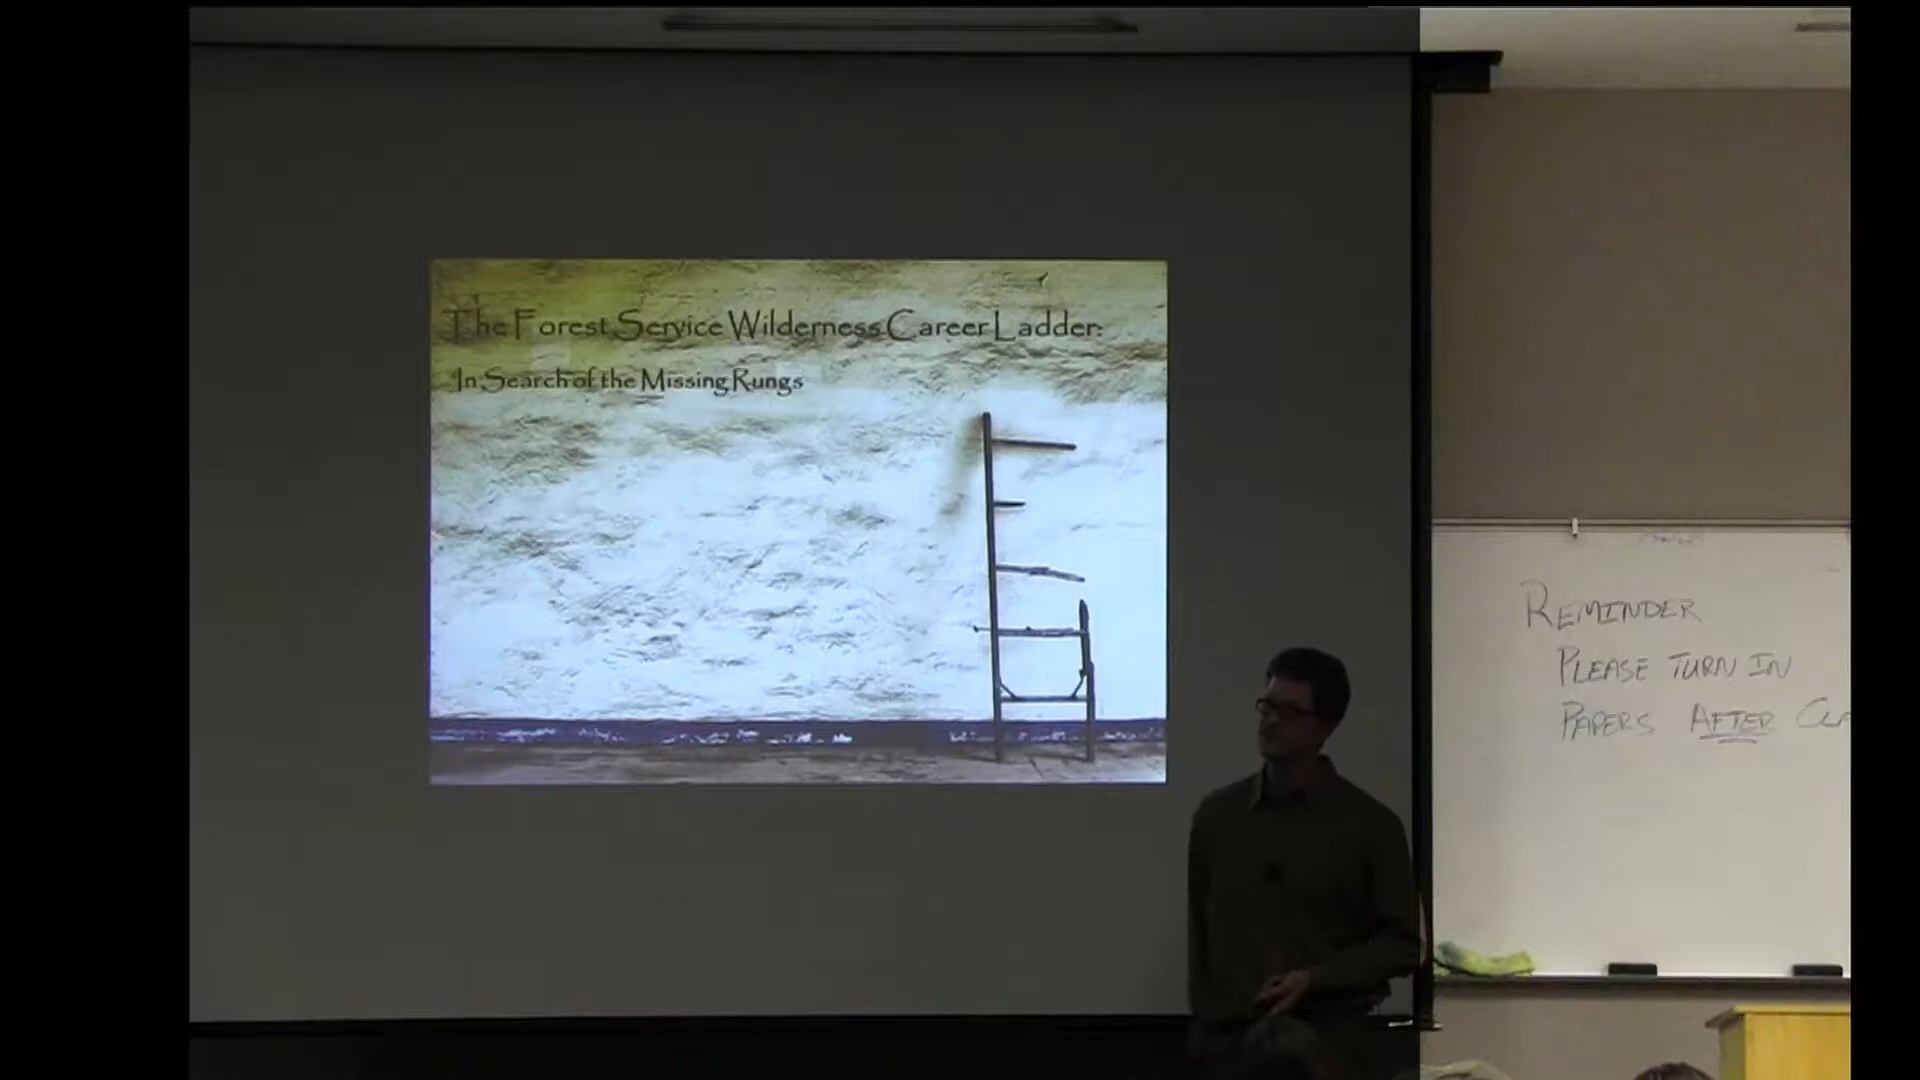 The Forest Service Wilderness Career Ladder:
In Search of the Missing Rungs
REMINDER
PLEASE TURN IN
PAPERS AFTER